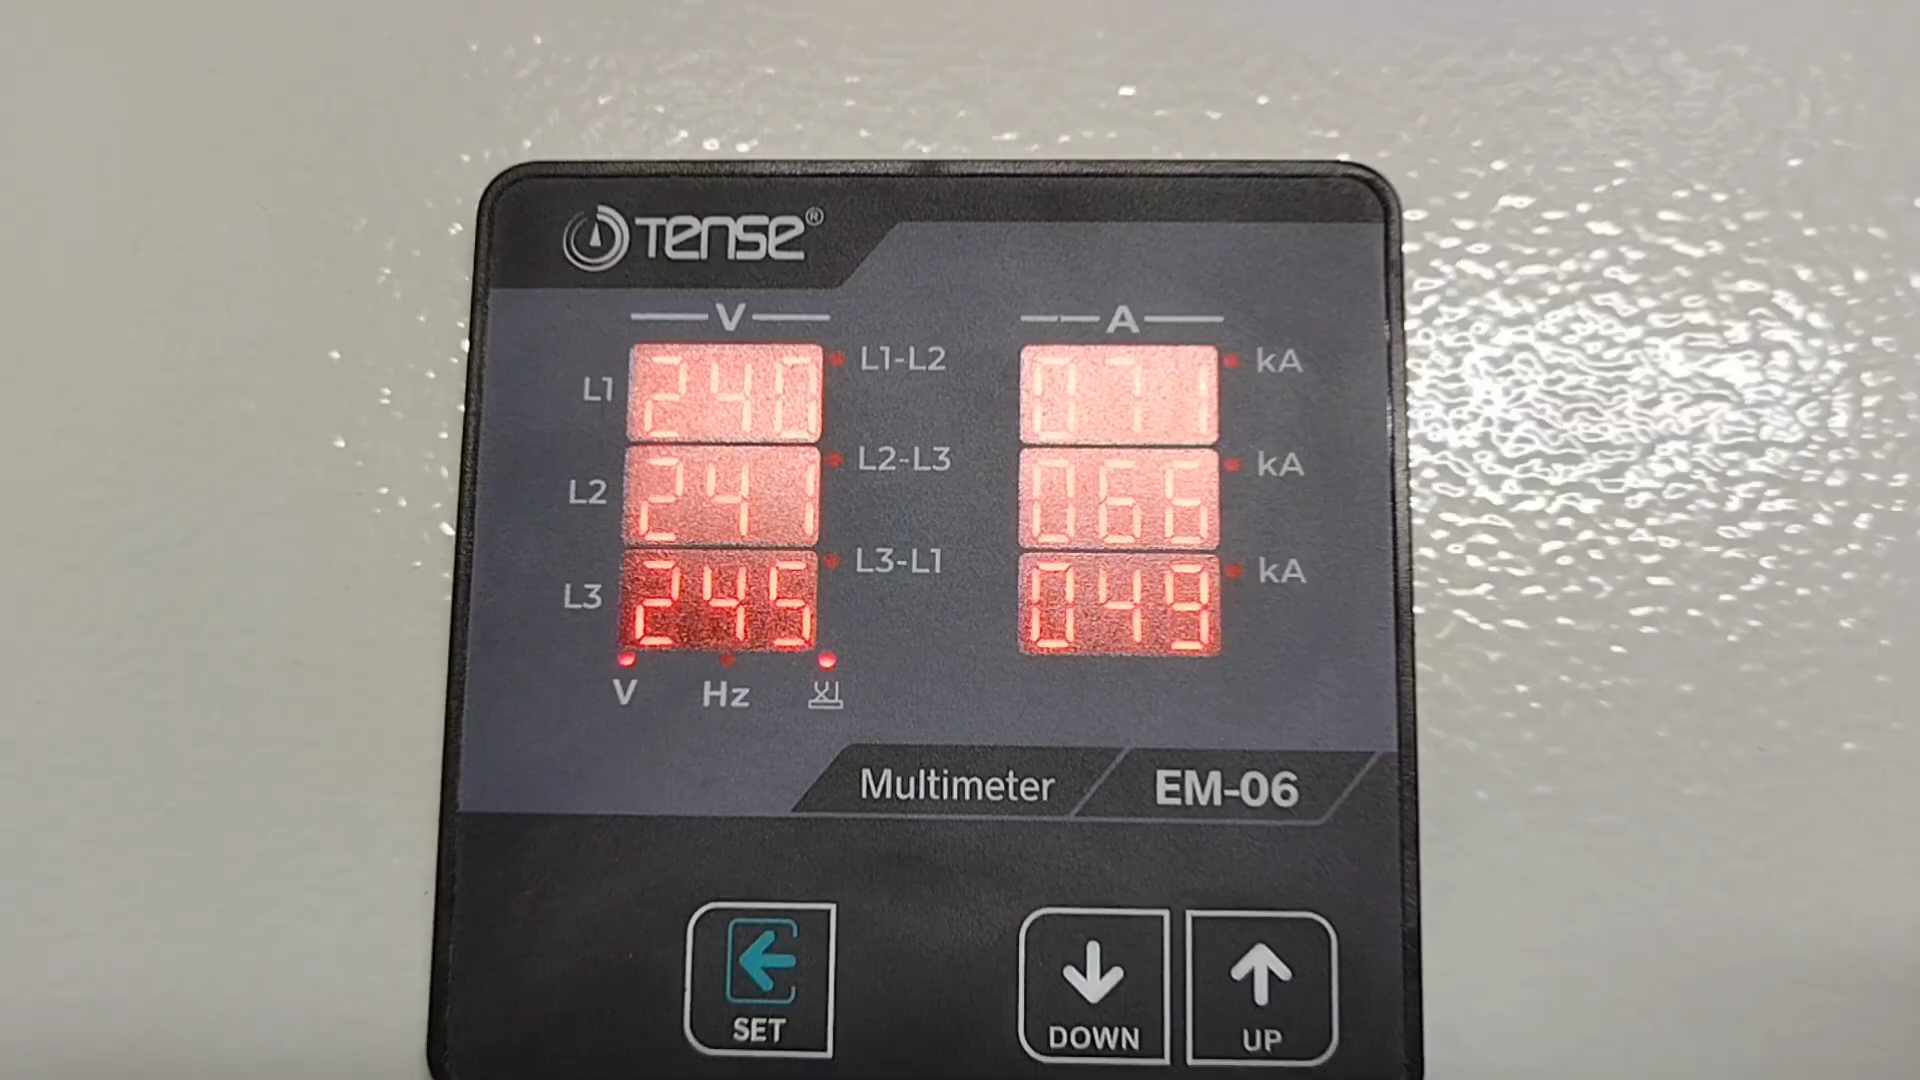 TENSE®
V A
L1 240 L1-L2 071 kA
L2 241 L2-L3 066 kA
L3 245 L3-L1 049 kA
V Hz
Multimeter EM-06
SET DOWN UP